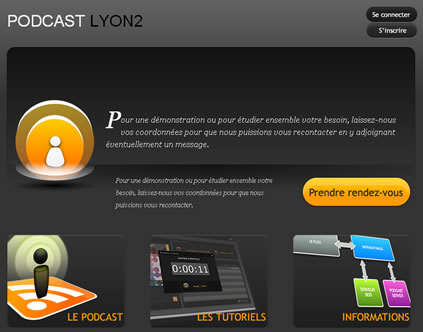 PODCAST LYON2
Se connecter
S'inscrire
Pour une démonstration ou pour étudier ensemble votre besoin, laissez-nous
vos coordonnées pour que nous puissions vous recontacter en y adjoignant
éventuellement un message.
Pour une démonstration ou pour étudier ensemble votre
besoin, laissez-nous vos coordonnées pour que nous
puissions vous recontacter.
Prendre rendez-vous
0:00:11
LE PODCAST
LES TUTORIELS
INFORMATIONS